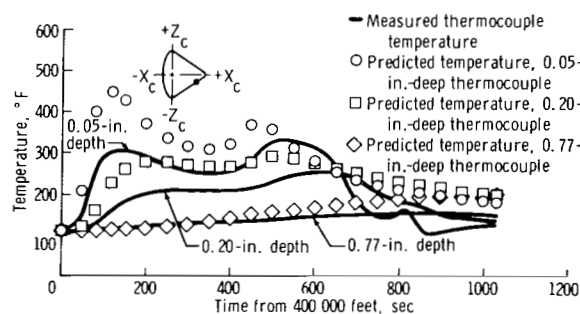 600
500
400
300
200
100
Temperature, °F
+Z_C
-X_C
+X_C
-Z_C
0.05-in.
depth
0.20-in. depth
0.77-in. depth
Measured thermocouple
temperature
Predicted temperature, 0.05-
in.-deep thermocouple
Predicted temperature, 0.20-
in.-deep thermocouple
Predicted temperature, 0.77-
in.-deep thermocouple
0 200 400 600 800 1000 1200
Time from 400 000 feet, sec